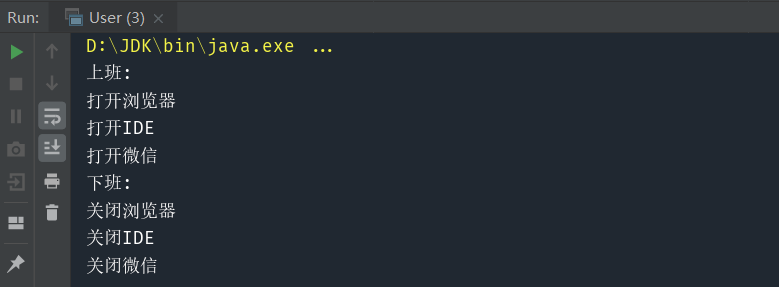 Run: User (3)
D:\JDK\bin\java.exe ...
上班:
打开浏览器
打开IDE
打开微信
下班:
关闭浏览器
关闭IDE
关闭微信